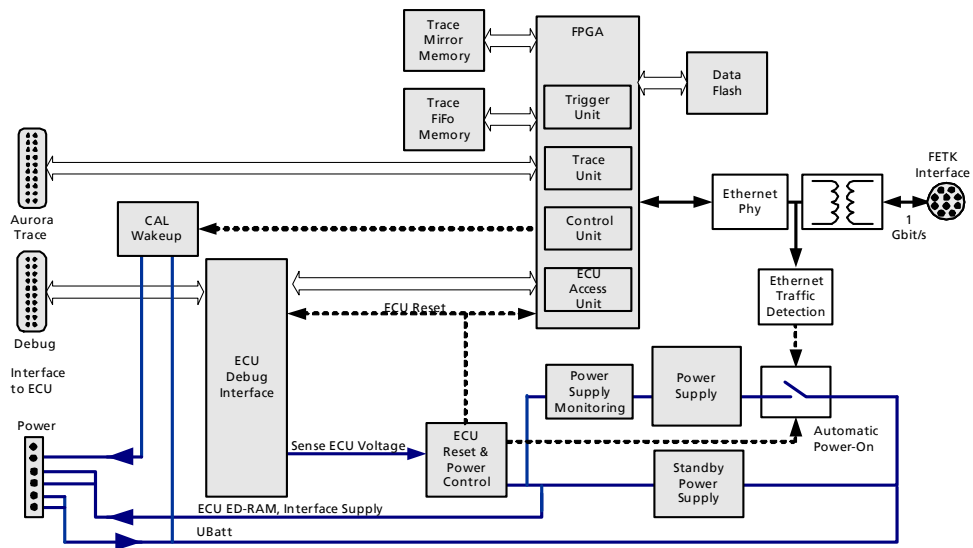 Trace
Mirror
Memory
FPGA
Data
Flash
Trace
FiFo
Memory
Trigger
Unit
Aurora
Trace
Trace
Unit
Ethernet
Phy
FETK
Interface
1
Gbit/s
CAL
Wakeup
Control
Unit
ECU
Access
Unit
Ethernet
Traffic
Detection
Debug
ECU Reset
Interface
to ECU
ECU
Debug
Interface
Power
Supply
Monitoring
Power
Supply
Automatic
Power-On
Power
Sense ECU Voltage
ECU
Reset &
Power
Control
Standby
Power
Supply
ECU ED-RAM, Interface Supply
UBatt